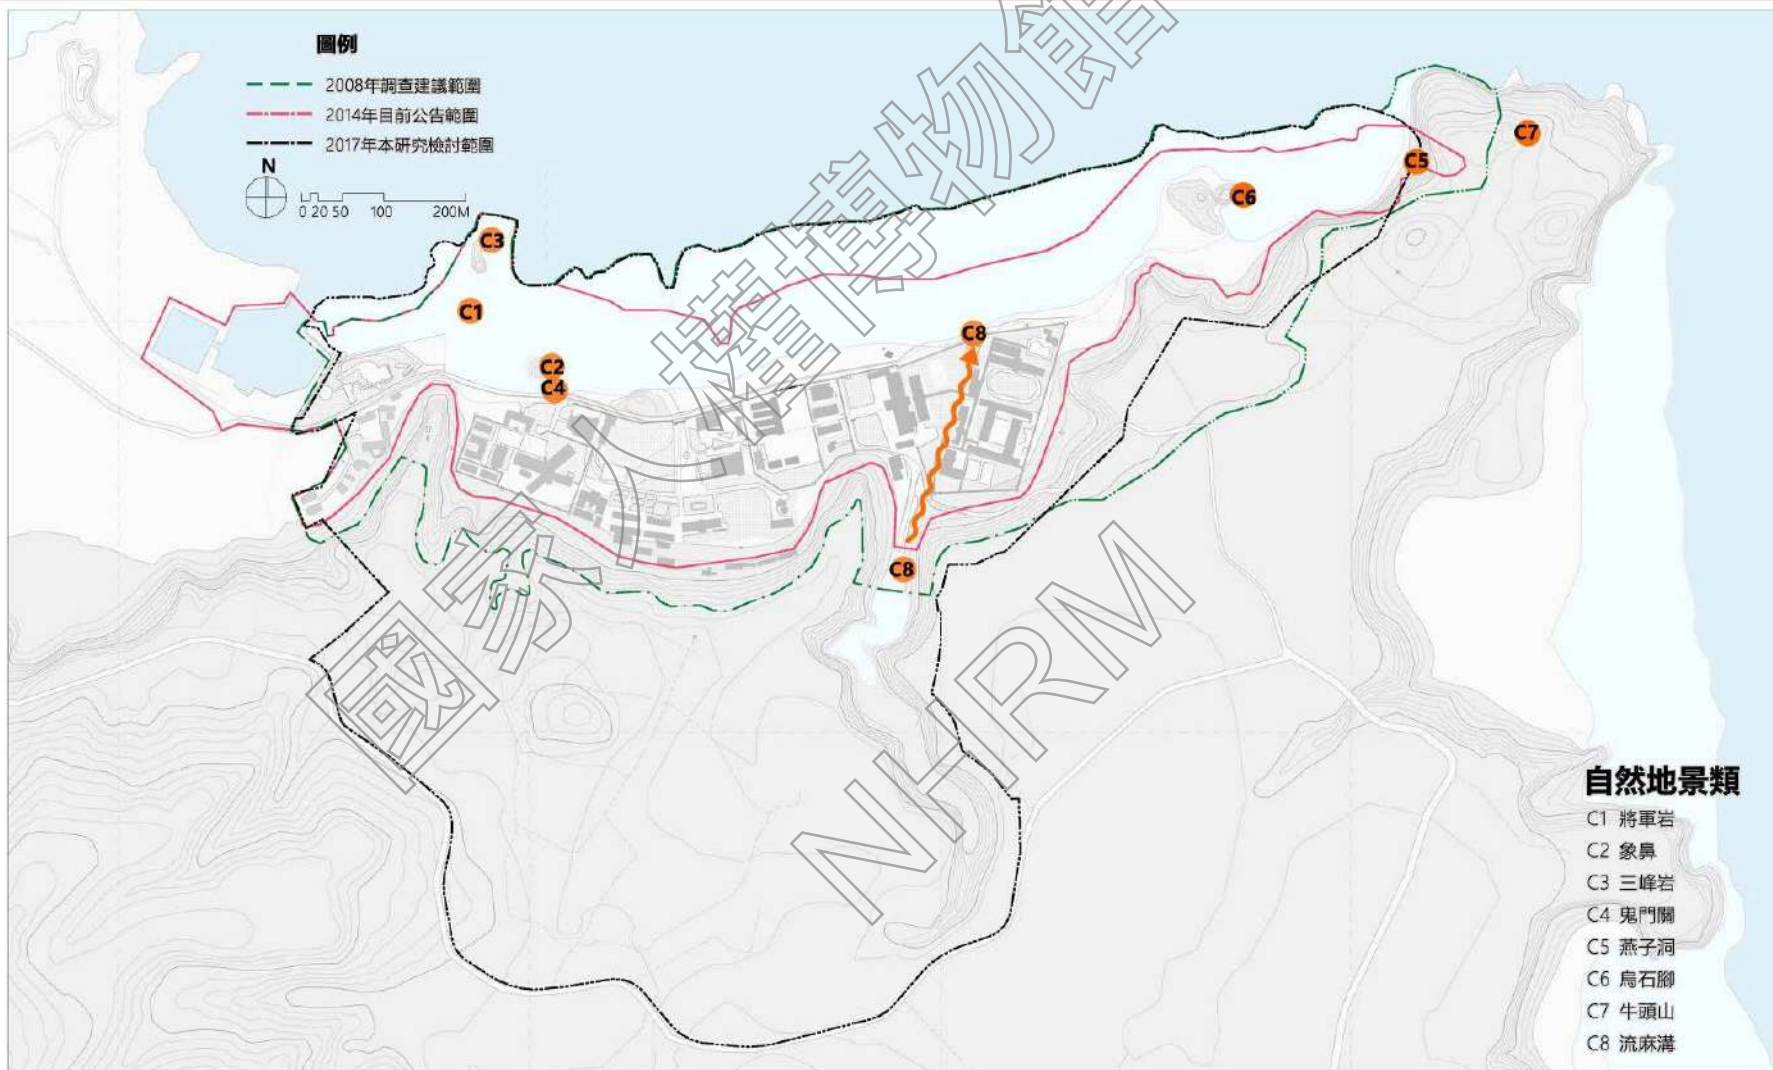 圖例
2008年調查建議範圍
2014年目前公告範圍
2017年本研究檢討範圍
N
0 20 50 100 200M
C7
C5
C6
C3
C1
C8
C2
C4
C8
國家人權博物館
NHRM
自然地景類
C1 將軍岩
C2 象鼻
C3 三峰岩
C4 鬼門關
C5 燕子洞
C6 烏石腳
C7 牛頭山
C8 流麻溝